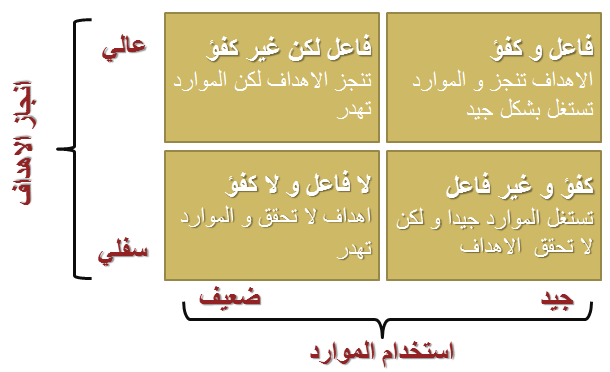 عالي
انجاز الاهداف
سفلي
فاعل و كفؤ
الاهداف تنجز و الموارد
تستغل بشكل جيد
فاعل لكن غير كفؤ
تنجز الاهداف لكن الموارد
تهدر
كفؤ و غير فاعل
تستغل الموارد جيدا و لكن
لا تحقق الاهداف
لا فاعل و لا كفؤ
اهداف لا تحقق و الموارد
تهدر
جيد
ضعيف
استخدام الموارد